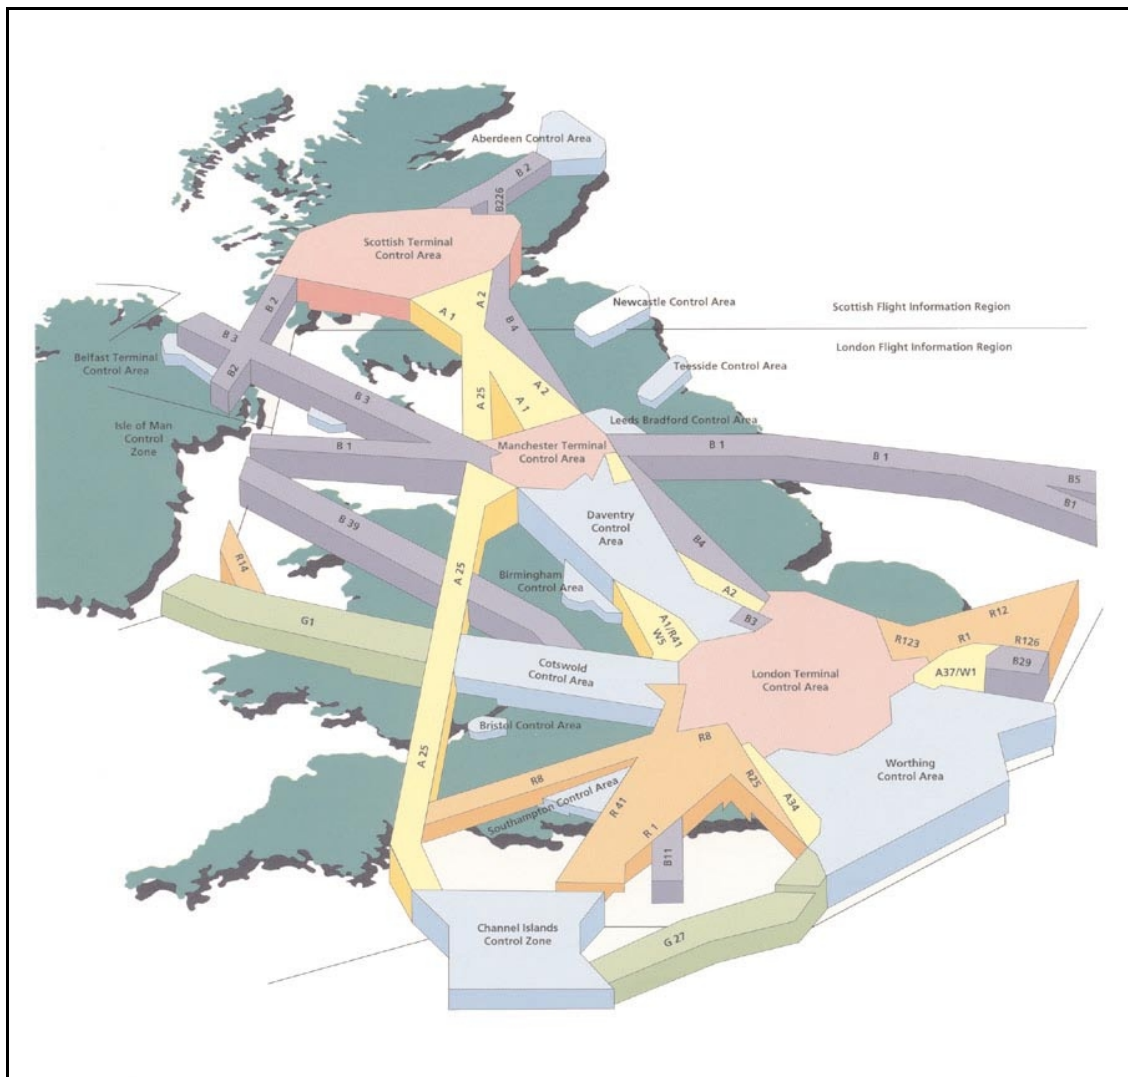 Aberdeen Control Area
B 2
B226
Scottish Terminal
Control Area
B 2
A 1
A 2
B 4
Newcastle Control Area
Scottish Flight Information Region
London Flight Information Region
B 3
B2
Belfast Terminal
Control Area
B 3
A 25
A 1
A 2
Teesside Control Area
Isle of Man
Control
Zone
Leeds Bradford Control Area
B 1
Manchester Terminal
Control Area
B 1
B 1
B5
B1
B 39
Daventry
Control
Area
B4
R14
A 25
Birmingham
Control Area
A2
A1/R41
W5
B3
G1
Cotswold
Control Area
London Terminal
Control Area
R123
R12
R1
R126
A37/W1
B29
Bristol Control Area
A 25
R8
R8
Southampton Control Area
R 41
R 1
R25
A34
Worthing
Control Area
B11
Channel Islands
Control Zone
G 27